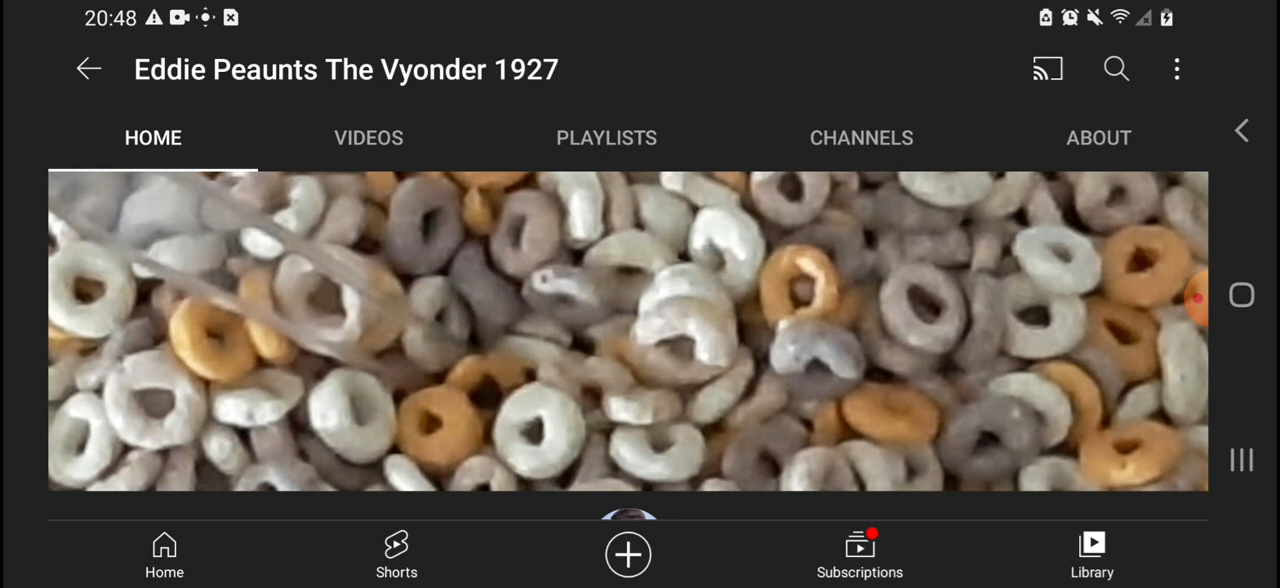 20:48
Eddie Peaunts The Vyonder 1927
HOME VIDEOS PLAYLISTS CHANNELS ABOUT
Home Shorts Subscriptions Library